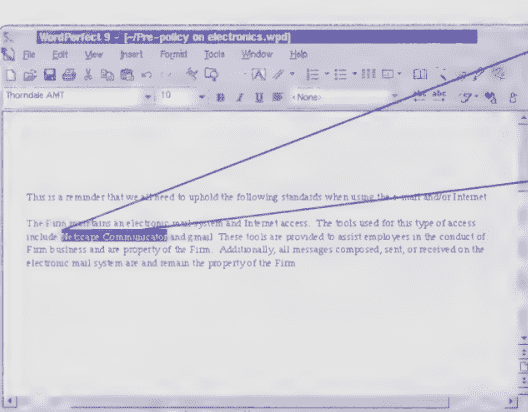 WordPerfect 9 - [~/Pre-policy on electronics.wpd]
File Edit View Insert Format Tools Window Help
Thorndale AMT 10 B I U <None> abc abc
This is a reminder that we all need to uphold the following standards when using the e-mail and/or Internet
The Firm maintains an electronic mail system and Internet access. The tools used for this type of access
include Netscape Communicator and gmail These tools are provided to assist employees in the conduct of
Firm business and are property of the Firm Additionally, all messages composed, sent, or received on the
electronic mail system are and remain the property of the Firm